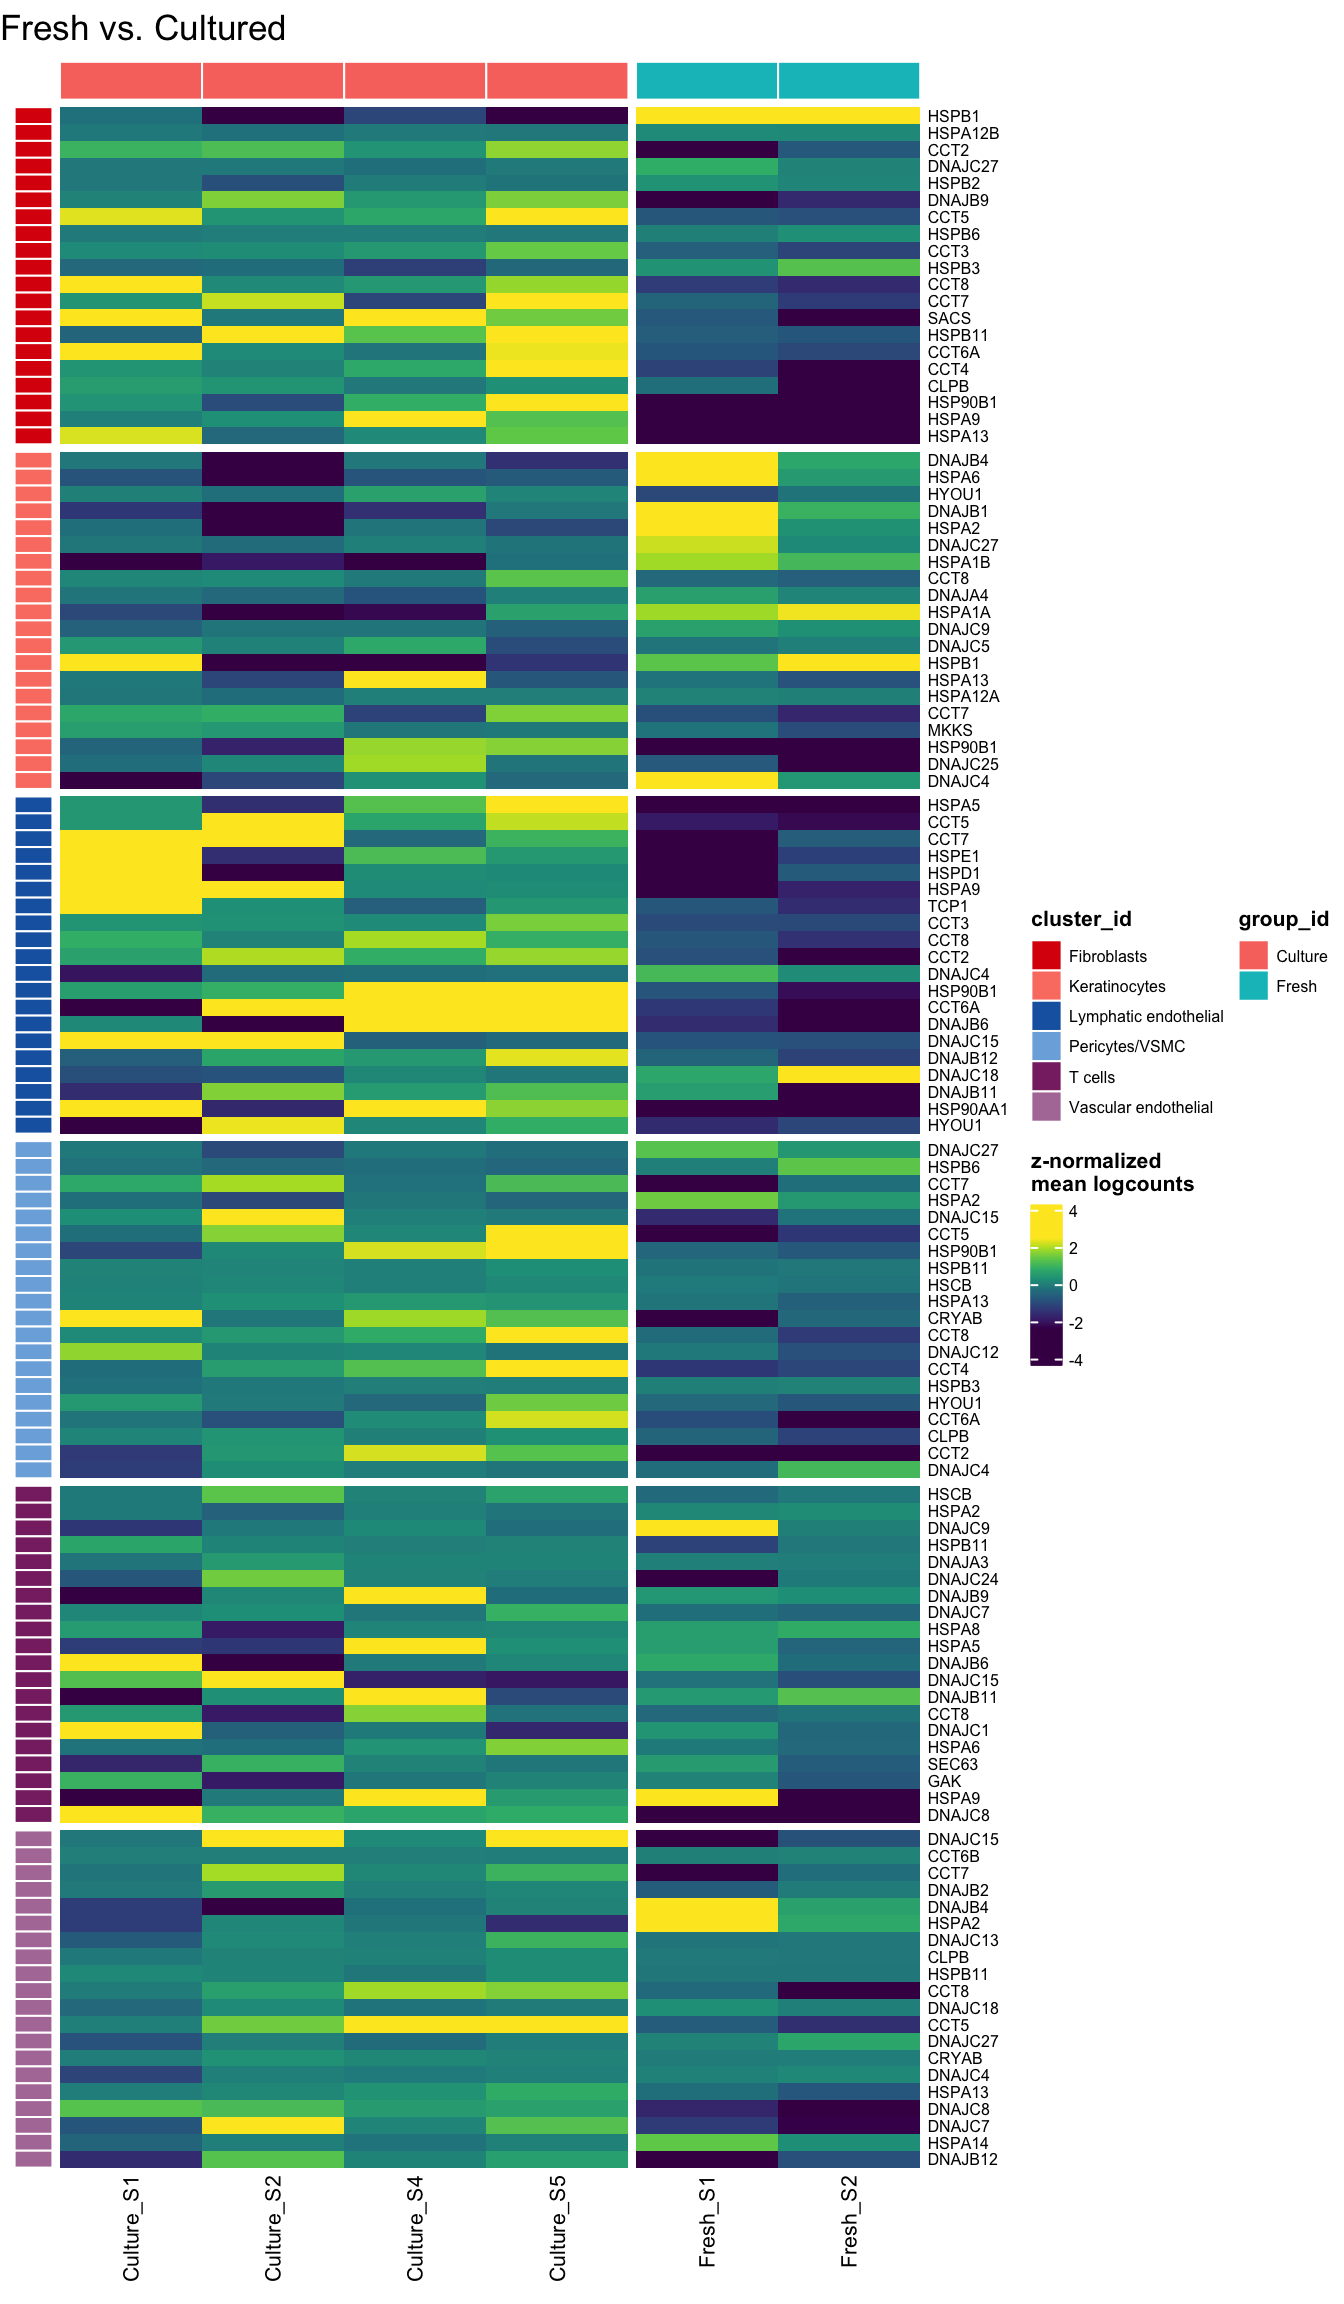 Fresh vs. Cultured
HSPB1
HSPA12B
CCT2
DNAJC27
HSPB2
DNAJB9
CCT5
HSPB6
CCT3
HSPB3
CCT8
CCT7
SACS
HSPB11
CCT6A
CCT4
CLPB
HSP90B1
HSPA9
HSPA13
DNAJB4
HSPA6
HYOU1
DNAJB1
HSPA2
DNAJC27
HSPA1B
CCT8
DNAJA4
HSPA1A
DNAJC9
DNAJC5
HSPB1
HSPA13
HSPA12A
CCT7
MKKS
HSP90B1
DNAJC25
DNAJC4
HSPA5
CCT5
CCT7
HSPE1
HSPD1
HSPA9
TCP1
CCT3
CCT8
CCT2
DNAJC4
HSP90B1
CCT6A
DNAJB6
DNAJC15
DNAJB12
DNAJC18
DNAJB11
HSP90AA1
HYOU1
DNAJC27
HSPB6
CCT7
HSPA2
DNAJC15
CCT5
HSP90B1
HSPB11
HSCB
HSPA13
CRYAB
CCT8
DNAJC12
CCT4
HSPB3
HYOU1
CCT6A
CLPB
CCT2
DNAJC4
HSCB
HSPA2
DNAJC9
HSPB11
DNAJA3
DNAJC24
DNAJB9
DNAJC7
HSPA8
HSPA5
DNAJB6
DNAJC15
DNAJB11
CCT8
DNAJC1
HSPA6
SEC63
GAK
HSPA9
DNAJC8
DNAJC15
CCT6B
CCT7
DNAJB2
DNAJB4
HSPA2
DNAJC13
CLPB
HSPB11
CCT8
DNAJC18
CCT5
DNAJC27
CRYAB
DNAJC4
HSPA13
DNAJC8
DNAJC7
HSPA14
DNAJB12
Culture_S1
Culture_S2
Culture_S4
Culture_S5
Fresh_S1
Fresh_S2
cluster_id
Fibroblasts
Keratinocytes
Lymphatic endothelial
Pericytes/VSMC
T cells
Vascular endothelial
group_id
Culture
Fresh
z-normalized
mean logcounts
4
2
0
-2
-4